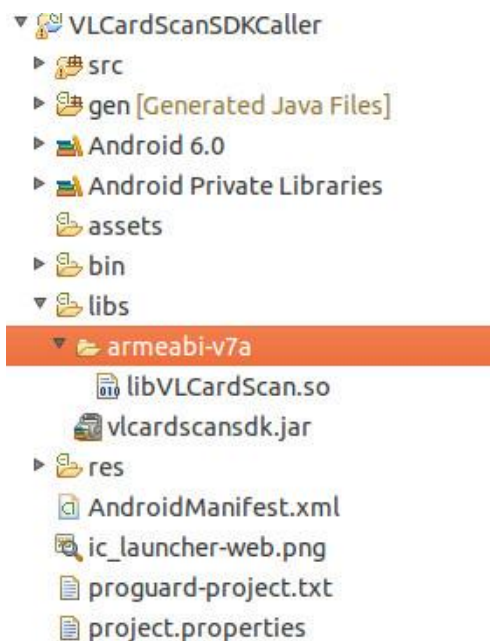 VLCardScanSDKCaller
src
gen [Generated Java Files]
Android 6.0
Android Private Libraries
assets
bin
libs
armeabi-v7a
libVLCardScan.so
vlcardscansdk.jar
res
AndroidManifest.xml
ic_launcher-web.png
proguard-project.txt
project.properties